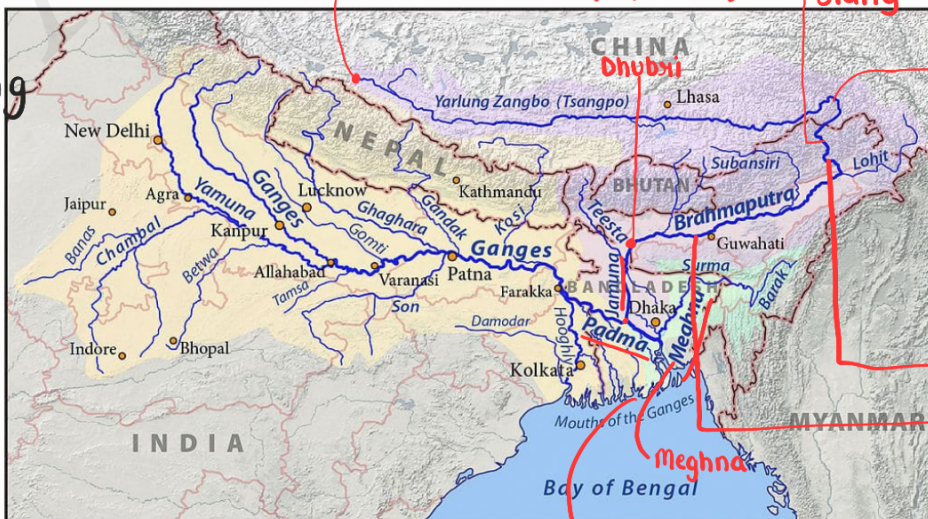 Siang
CHINA
Dhubri
Yarlung Zangbo (Tsangpo)
Lhasa
New Delhi
NEPAL
Subansiri
Lohit
BHUTAN
Agra
Yamuna
Ganges
Lucknow
Kathmandu
Teesta
Brahmaputra
Jaipur
Ghaghara
Gandak
Kosi
Banas
Chambal
Kanpur
Gomti
Ganges
Guwahati
Betwa
Allahabad
Varanasi
Patna
Surma
Barak
Farakka
Jamuna
BANGLADESH
Tamsa
Son
Dhaka
Meghna
Damodar
Hooghly
Padma
Indore
Bhopal
Kolkata
Mouths of the Ganges
MYANMAR
INDIA
Meghna
Bay of Bengal